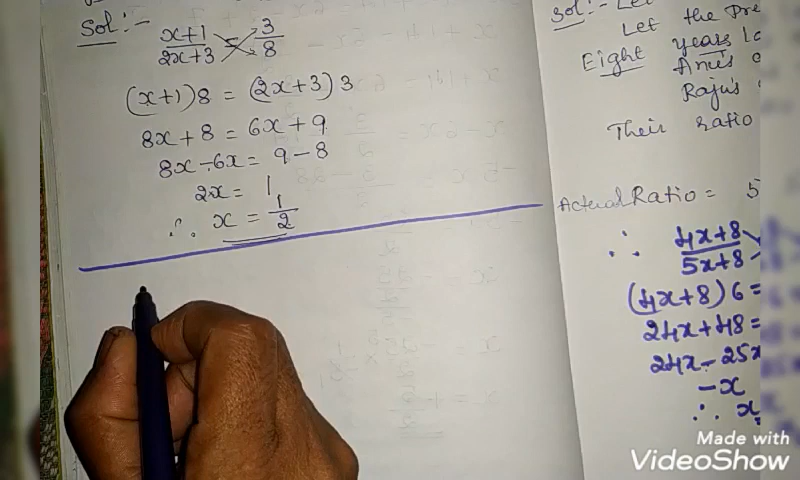 Sol:-
x+1/2x+3 = 3/8
(x+1)8 = (2x+3)3
8x+8 = 6x+9
8x-6x = 9-8
2x = 1
∴ x = 1/2
Sol:- Let
Let the Pre
Eight years
Anu's
Raju's
Their ratio
Actual Ratio = 5
∴ 4x+8/5x+8
(4x+8)6=
24x+48=
24x-25x
-x
∴ x
Made with
VideoShow